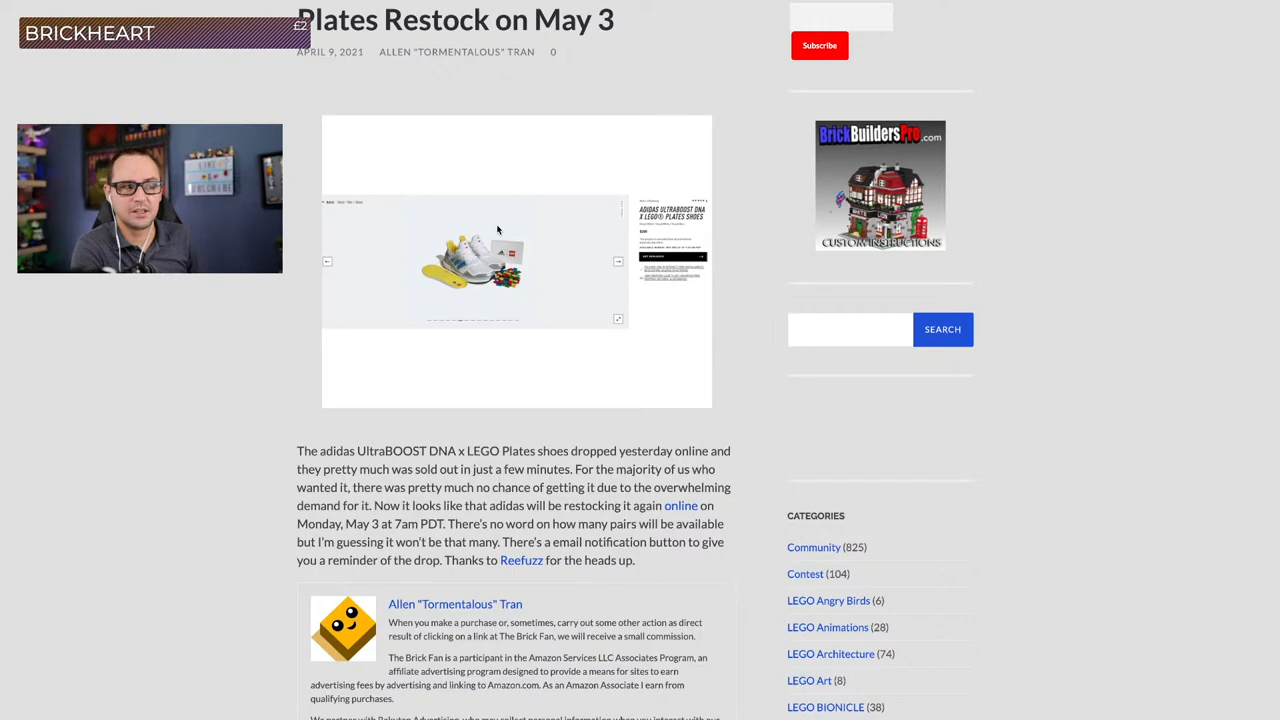 Plates Restock on May 3
BRICKHEART
£2
APRIL 9, 2021 ALLEN "TORMENTALOUS" TRAN 0
Subscribe
BrickBuildersPro.com
CUSTOM INSTRUCTIONS
ADIDAS ULTRABOOST DNA
X LEGO® PLATES SHOES
SEARCH
The adidas UltraBOOST DNA x LEGO Plates shoes dropped yesterday online and
they pretty much was sold out in just a few minutes. For the majority of us who
wanted it, there was pretty much no chance of getting it due to the overwhelming
demand for it. Now it looks like that adidas will be restocking it again online on
Monday, May 3 at 7am PDT. There's no word on how many pairs will be available
but I'm guessing it won't be that many. There's a email notification button to give
you a reminder of the drop. Thanks to Reefuzz for the heads up.
Allen "Tormentalous" Tran
When you make a purchase or, sometimes, carry out some other action as direct
result of clicking on a link at The Brick Fan, we will receive a small commission.
The Brick Fan is a participant in the Amazon Services LLC Associates Program, an
affiliate advertising program designed to provide a means for sites to earn
advertising fees by advertising and linking to Amazon.com. As an Amazon Associate I earn from
qualifying purchases.
CATEGORIES
Community (825)
Contest (104)
LEGO Angry Birds (6)
LEGO Animations (28)
LEGO Architecture (74)
LEGO Art (8)
LEGO BIONICLE (38)